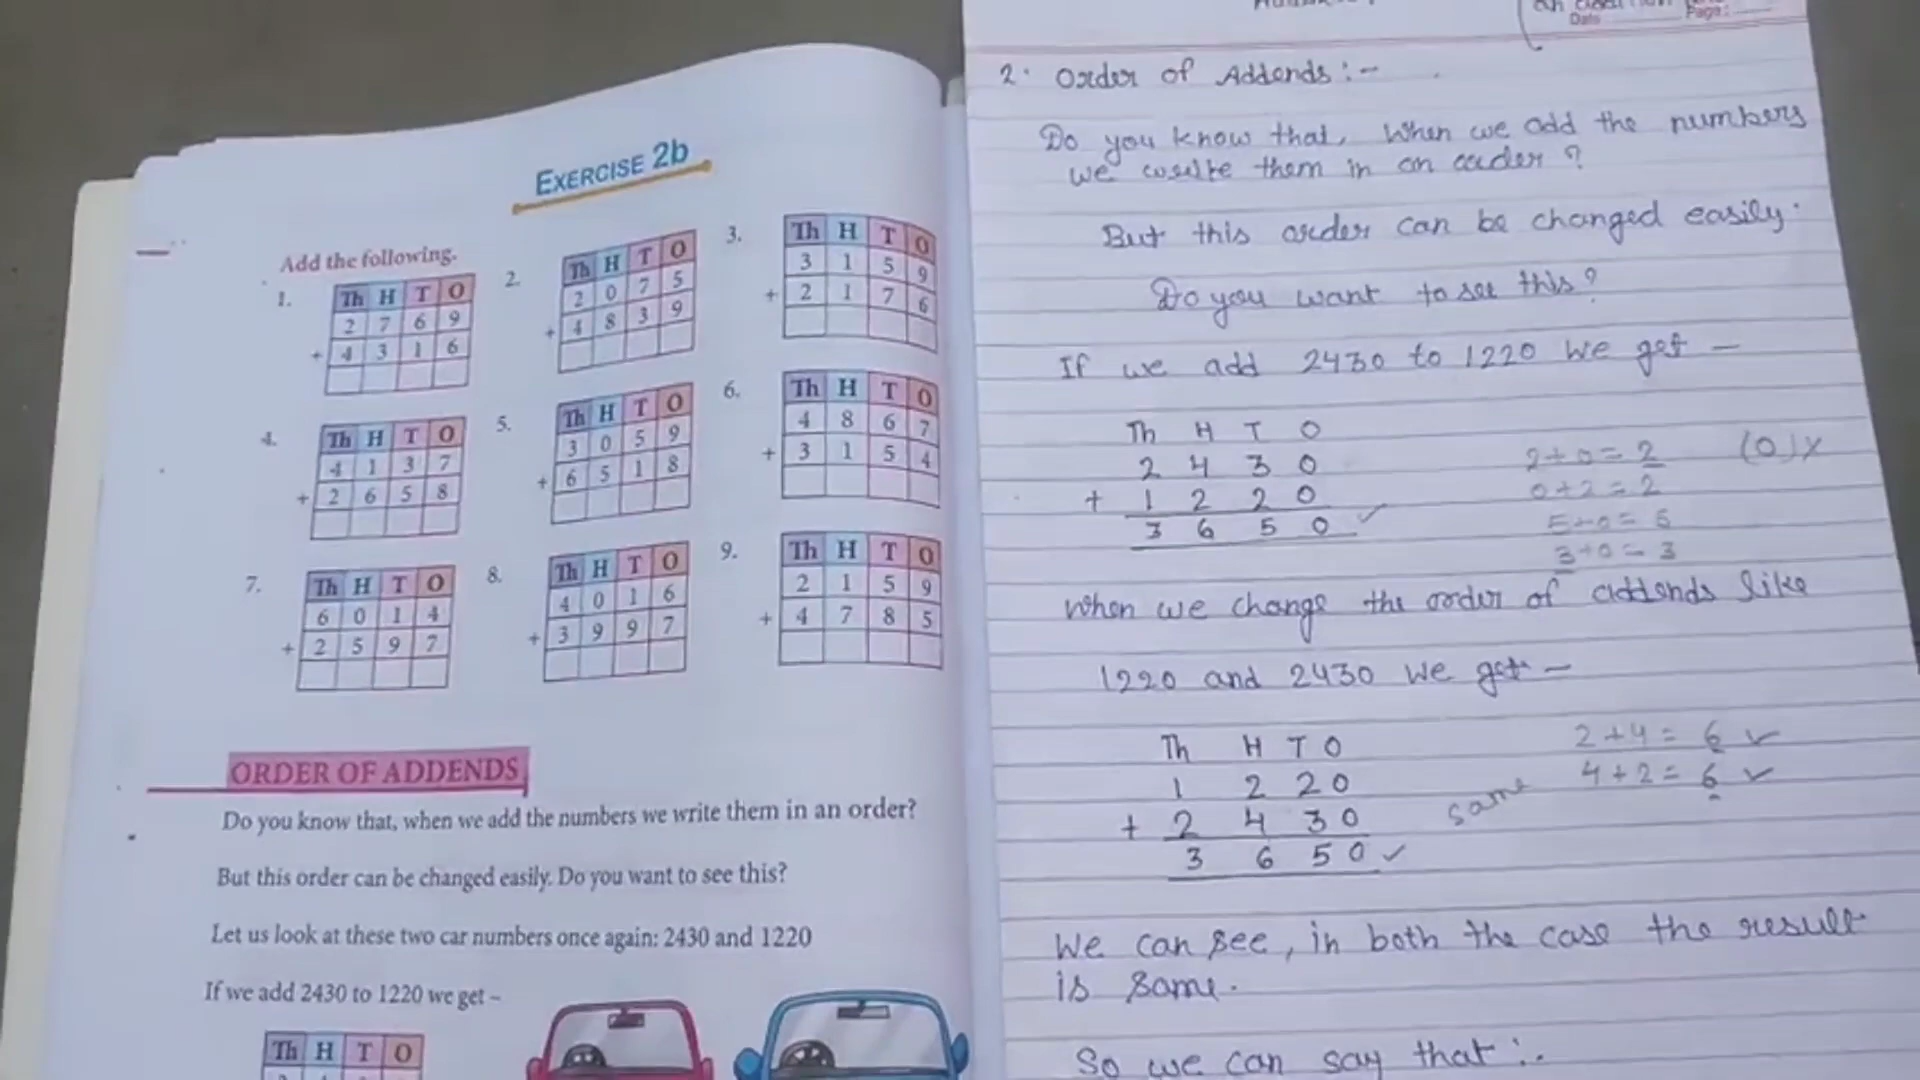 EXERCISE 2b
Add the following.
1.
Th H T O
2 7 6 9
+ 4 3 1 6
2.
Th H T O
2 0 7 5
+ 4 8 3 9
3.
Th H T O
3 1 5 9
+ 2 1 7 6
4.
Th H T O
4 1 3 7
+ 2 6 5 8
5.
Th H T O
3 0 5 9
+ 6 5 1 8
6.
Th H T O
4 8 6 7
+ 3 1 5 4
7.
Th H T O
6 0 1 4
+ 2 5 9 7
8.
Th H T O
4 0 1 6
+ 3 9 9 7
9.
Th H T O
2 1 5 9
+ 4 7 8 5
ORDER OF ADDENDS
Do you know that, when we add the numbers we write them in an order?
But this order can be changed easily. Do you want to see this?
Let us look at these two car numbers once again: 2430 and 1220
If we add 2430 to 1220 we get –
Th H T O
Date Page:
2. Order of Addends :-
Do you know that, When we add the numbers
we write them in an order ?
But this order can be changed easily.
Do you want to see this?
If we add 2430 to 1220 we get —
Th H T O
2 4 3 0
+ 1 2 2 0
3 6 5 0 ✓
2+0 = 2 (0)x
0+2 = 2
5+0 = 5
3+0 = 3
When we change the order of addends like
1220 and 2430 we get —
Th H T O
1 2 2 0
+ 2 4 3 0
3 6 5 0 ✓
same
2+4 = 6 ✓
4+2 = 6 ✓
We can see, in both the case the result
is same.
So we can say that :.